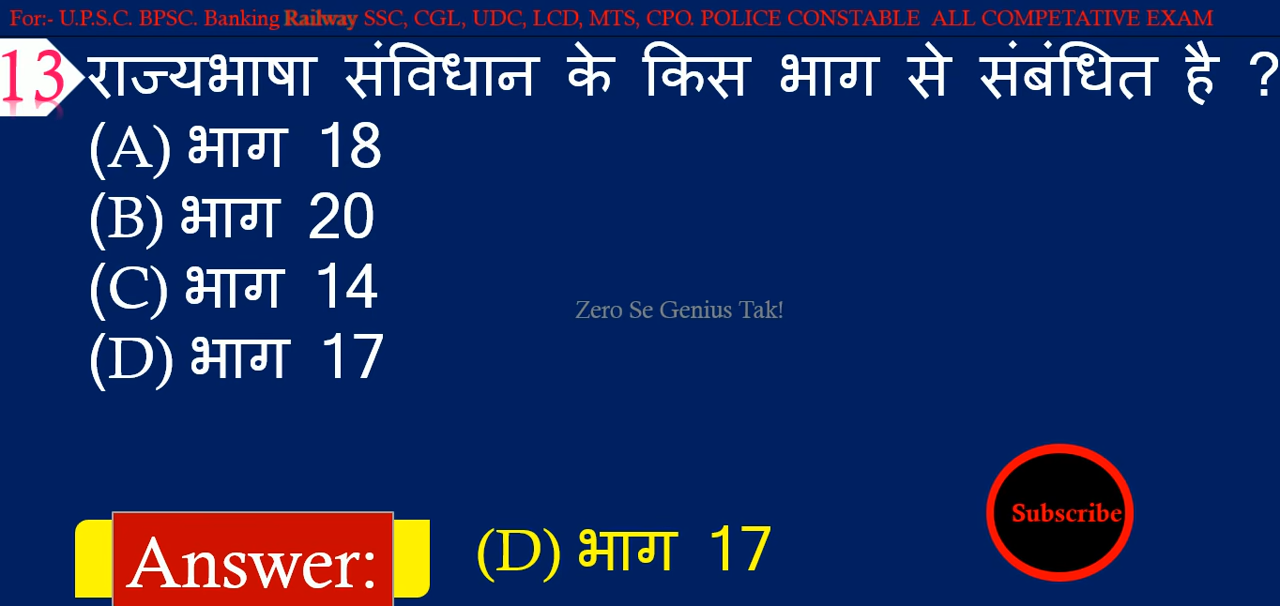 For:- U.P.S.C. BPSC. Banking Railway SSC, CGL, UDC, LCD, MTS, CPO. POLICE CONSTABLE ALL COMPETATIVE EXAM
13 राज्यभाषा संविधान के किस भाग से संबंधित है ?
(A) भाग 18
(B) भाग 20
(C) भाग 14
(D) भाग 17
Zero Se Genius Tak!
Subscribe
Answer: (D) भाग 17